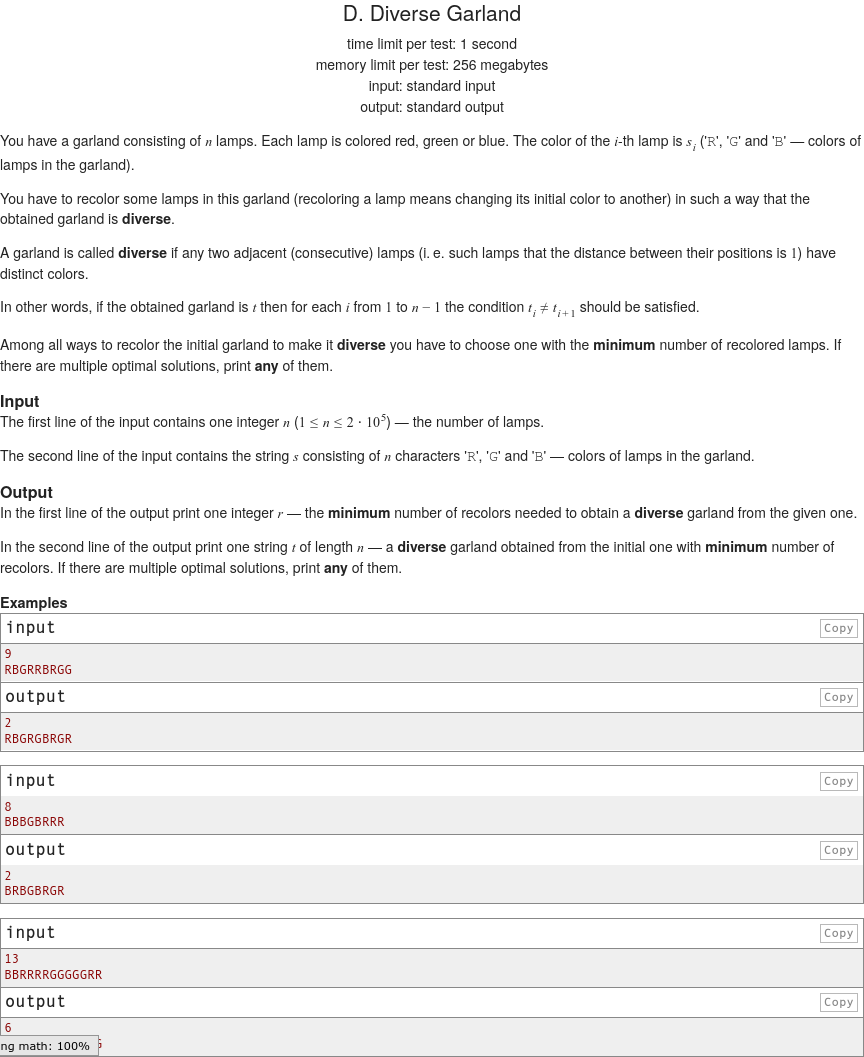 D. Diverse Garland
time limit per test: 1 second
memory limit per test: 256 megabytes
input: standard input
output: standard output
You have a garland consisting of n lamps. Each lamp is colored red, green or blue. The color of the i-th lamp is s_i ('R', 'G' and 'B' — colors of
lamps in the garland).
You have to recolor some lamps in this garland (recoloring a lamp means changing its initial color to another) in such a way that the
obtained garland is diverse.
A garland is called diverse if any two adjacent (consecutive) lamps (i. e. such lamps that the distance between their positions is 1) have
distinct colors.
In other words, if the obtained garland is t then for each i from 1 to n − 1 the condition t_i ≠ t_{i+1} should be satisfied.
Among all ways to recolor the initial garland to make it diverse you have to choose one with the minimum number of recolored lamps. If
there are multiple optimal solutions, print any of them.
Input
The first line of the input contains one integer n (1 ≤ n ≤ 2 · 10^5) — the number of lamps.
The second line of the input contains the string s consisting of n characters 'R', 'G' and 'B' — colors of lamps in the garland.
Output
In the first line of the output print one integer r — the minimum number of recolors needed to obtain a diverse garland from the given one.
In the second line of the output print one string t of length n — a diverse garland obtained from the initial one with minimum number of
recolors. If there are multiple optimal solutions, print any of them.
Examples
input Copy
9
RBGRRBRGG
output Copy
2
RBGRGBRGR
input Copy
8
BBBGBRRR
output Copy
2
BRBGBRGR
input Copy
13
BBRRRRGGGGGRR
output Copy
6
ng math: 100%